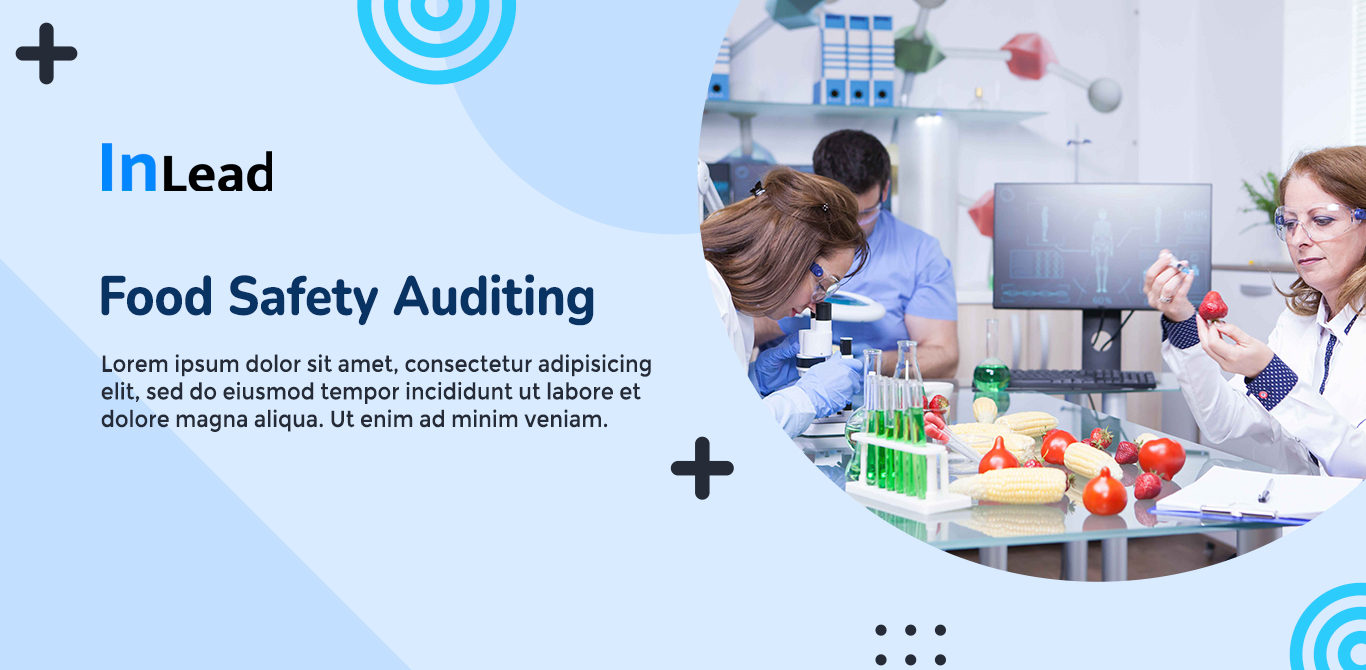 InLead
Food Safety Auditing
Lorem ipsum dolor sit amet, consectetur adipisicing
elit, sed do eiusmod tempor incididunt ut labore et
dolore magna aliqua. Ut enim ad minim veniam.